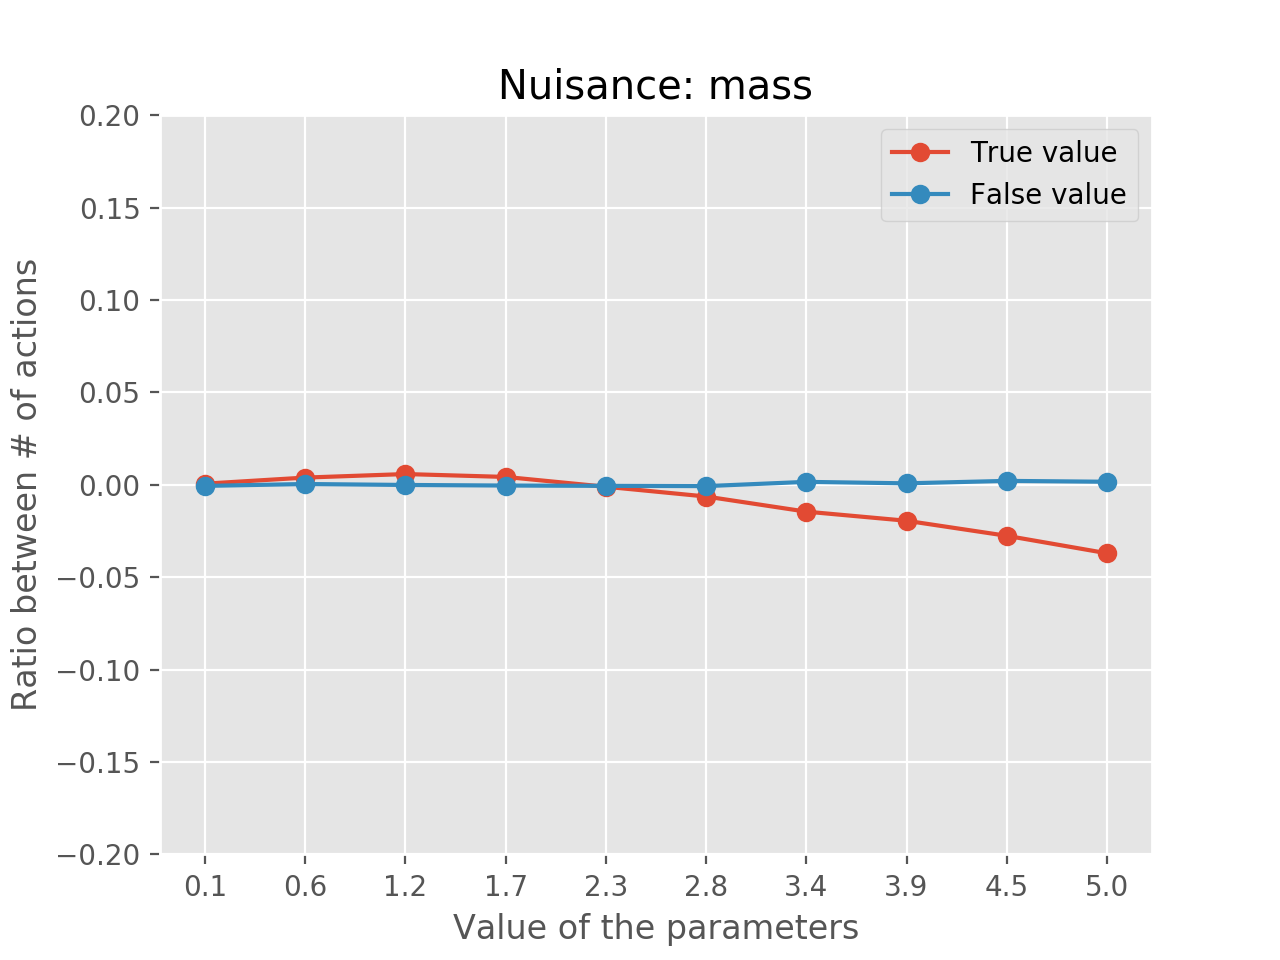 Nuisance: mass
True value
False value
0.20
0.15
0.10
0.05
0.00
−0.05
−0.10
−0.15
−0.20
Ratio between # of actions
0.1 0.6 1.2 1.7 2.3 2.8 3.4 3.9 4.5 5.0
Value of the parameters